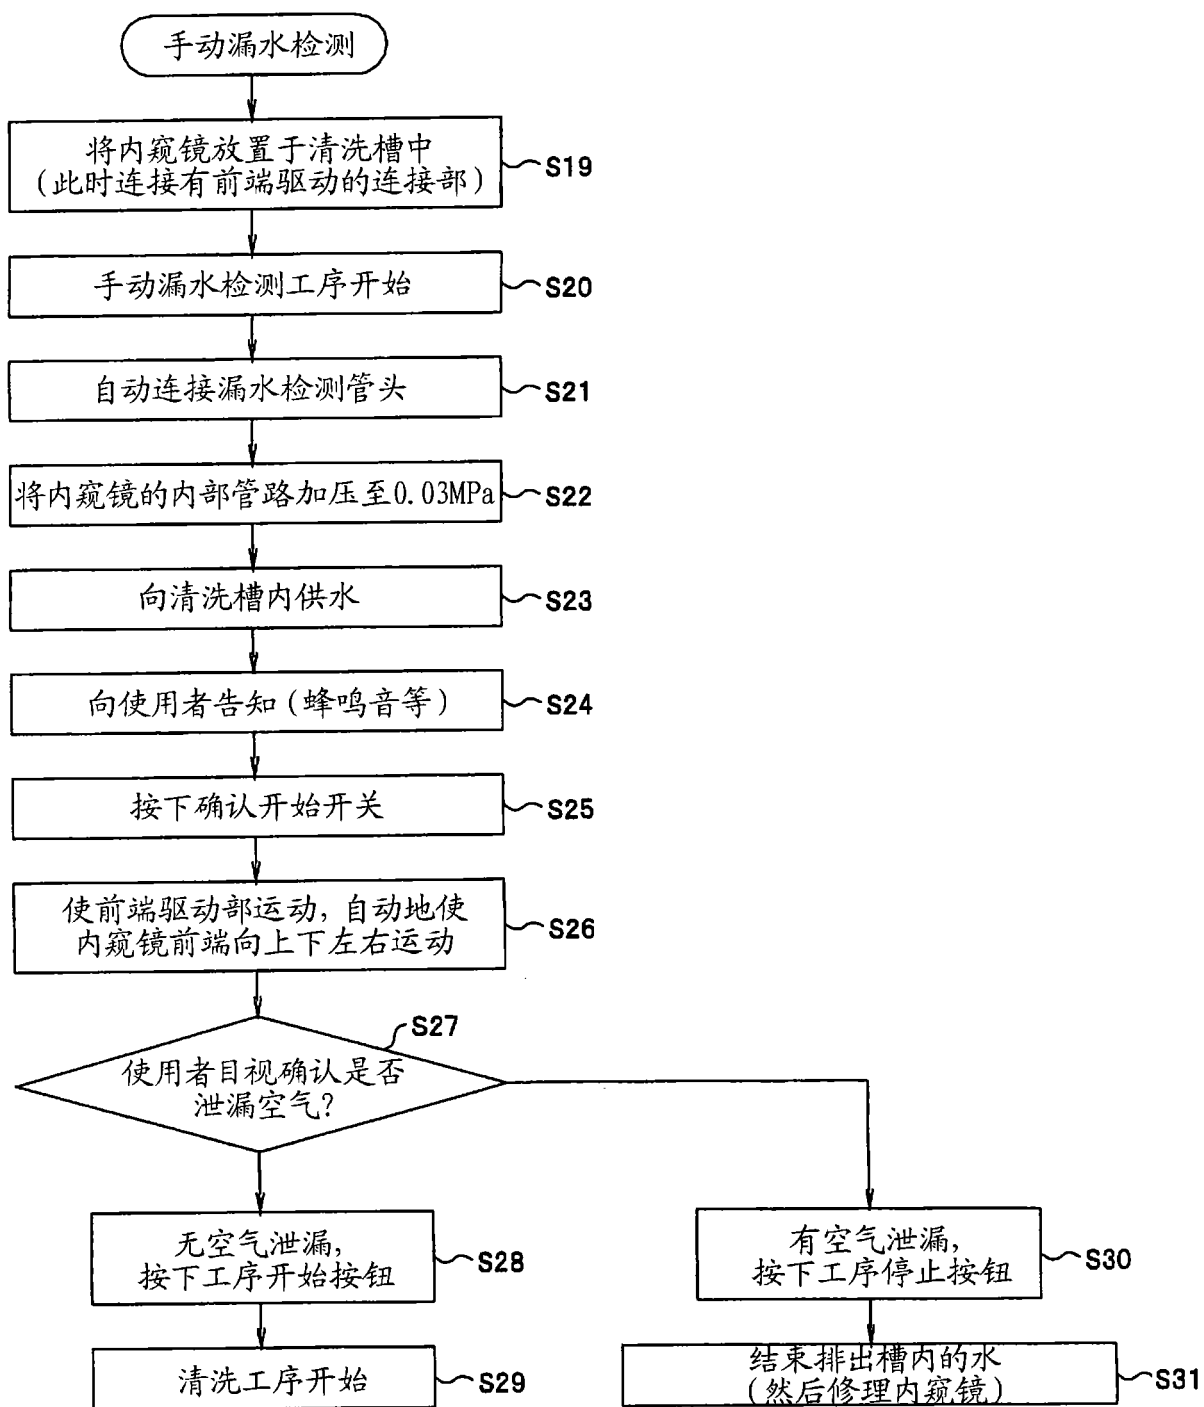 手动漏水检测
将内窥镜放置于清洗槽中
(此时连接有前端驱动的连接部)
S19
手动漏水检测工序开始
S20
自动连接漏水检测管头
S21
将内窥镜的内部管路加压至0.03MPa
S22
向清洗槽内供水
S23
向使用者告知(蜂鸣音等)
S24
按下确认开始开关
S25
使前端驱动部运动,自动地使
内窥镜前端向上下左右运动
S26
S27
使用者目视确认是否
泄漏空气?
无空气泄漏,
按下工序开始按钮
S28
清洗工序开始
S29
有空气泄漏,
按下工序停止按钮
S30
结束排出槽内的水
(然后修理内窥镜)
S31